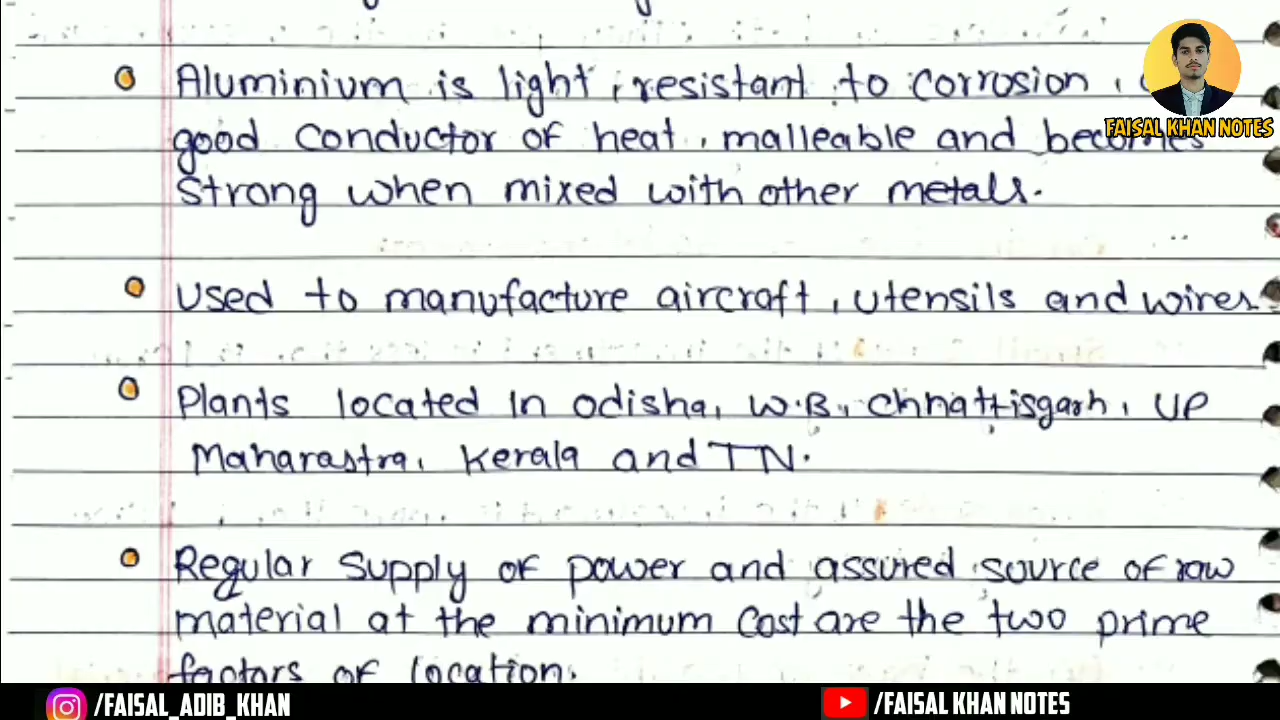 Aluminium is light, resistant to corrosion,
FAISAL KHAN NOTES
good conductor of heat, malleable and becomes
strong when mixed with other metals.
Used to manufacture aircraft, utensils and wires
Plants located in Odisha, W.B., Chhattisgarh, UP
Maharastra, Kerala and TN.
Regular supply of power and assured source of raw
material at the minimum cost are the two prime
factors of location.
/FAISAL_ADIB_KHAN
/FAISAL KHAN NOTES